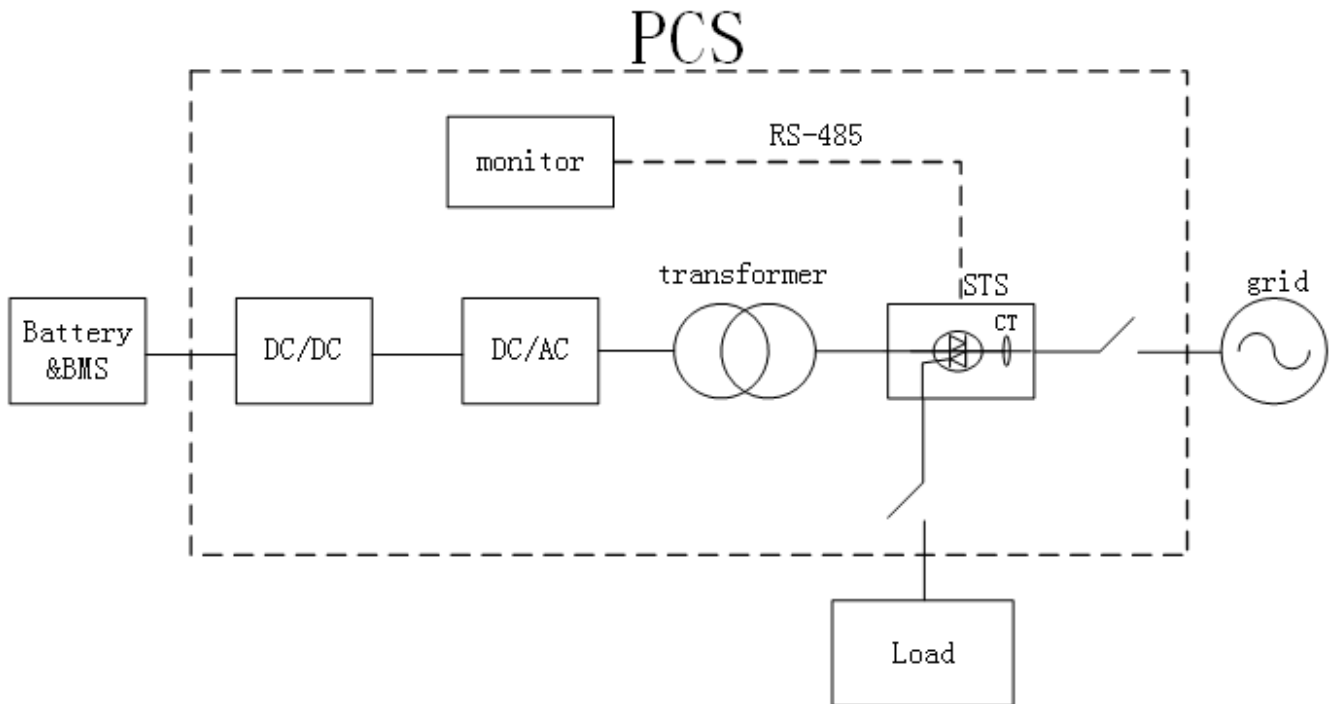 PCS
RS-485
monitor
transformer
STS
grid
CT
Battery
&BMS
DC/DC
DC/AC
Load